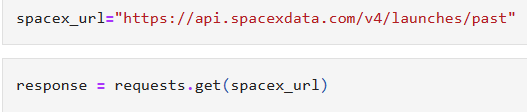 spacex_url="https://api.spacexdata.com/v4/launches/past"
response = requests.get(spacex_url)